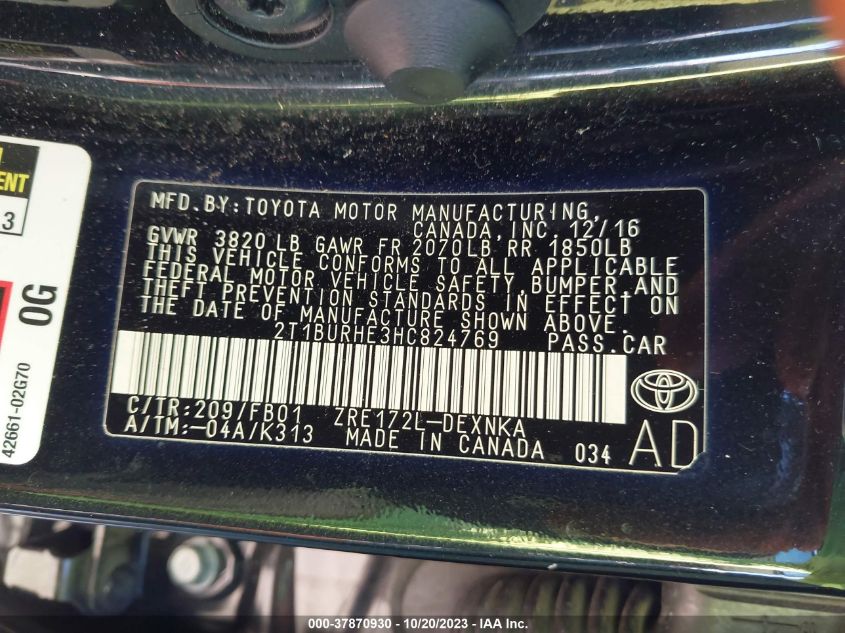 ENT
3
0G
42661-02G70
MFD.BY:TOYOTA MOTOR MANUFACTURING,
CANADA,INC.12/16
GVWR 3820 LB GAWR FR 2070LB RR 1850LB
THIS VEHICLE CONFORMS TO ALL APPLICABLE
FEDERAL MOTOR VEHICLE SAFETY,BUMPER,AND
THEFT PREVENTION STANDARDS IN EFFECT ON
THE DATE OF MANUFACTURE SHOWN ABOVE.
2T1BURHE3HC824769 PASS.CAR
C/TR:209/FB01 ZRE172L-DEXNKA
A/TM:-04A/K313 MADE IN CANADA 034
AD
000-37870930 - 10/20/2023 - IAA Inc.